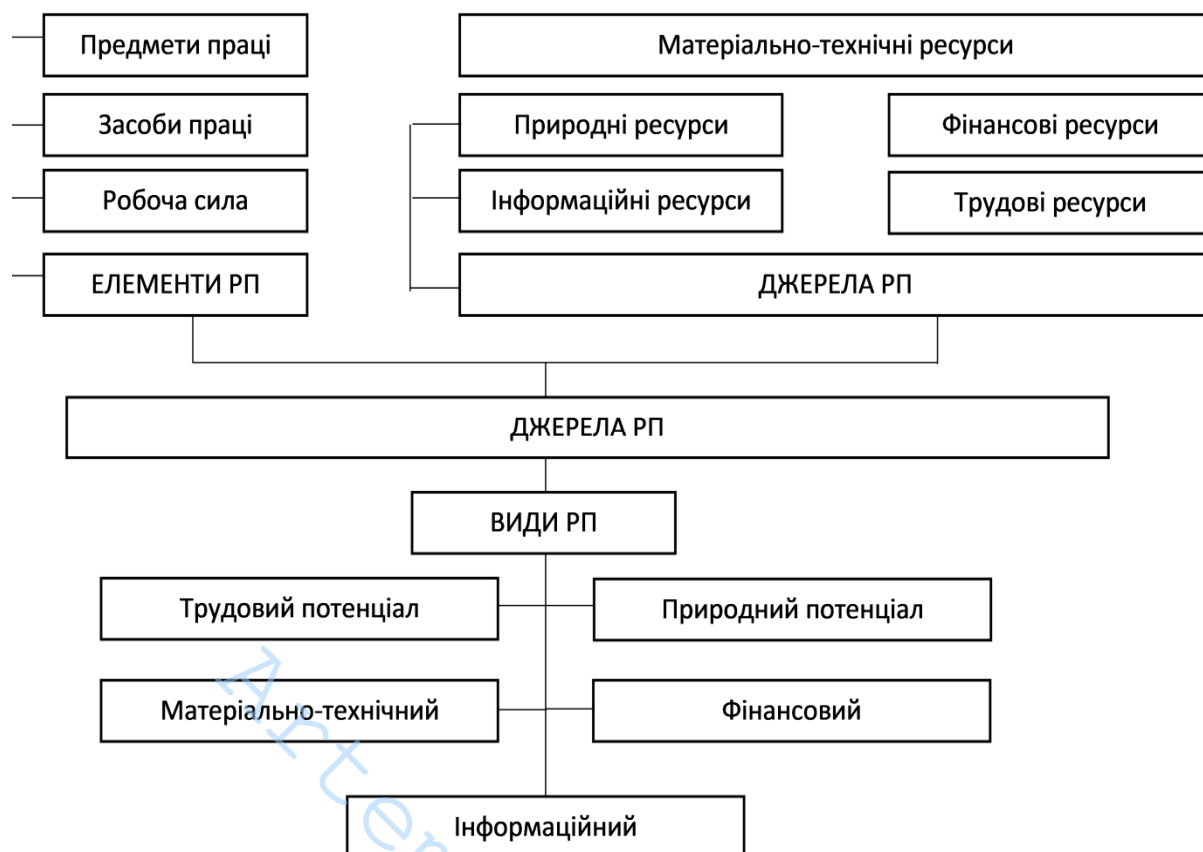 Предмети праці
Матеріально-технічні ресурси
Засоби праці
Природні ресурси
Фінансові ресурси
Робоча сила
Інформаційні ресурси
Трудові ресурси
ЕЛЕМЕНТИ РП
ДЖЕРЕЛА РП
ДЖЕРЕЛА РП
ВИДИ РП
Трудовий потенціал
Природний потенціал
Матеріально-технічний
Фінансовий
Інформаційний